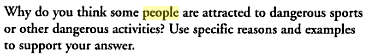 Why do you think some people are attracted to dangerous sports
or other dangerous activities? Use specific reasons and examples
to support your answer.